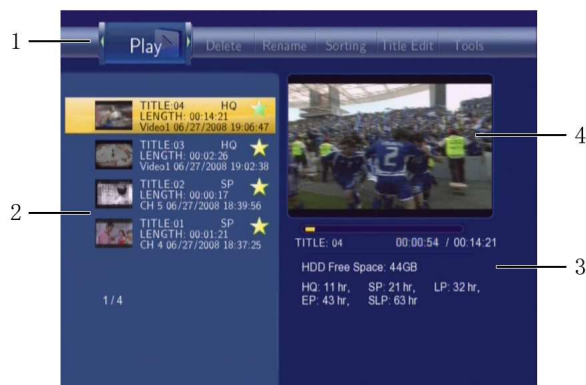 1
Play
Delete
Rename
Sorting
Title Edit
Tools
2
TITLE:04 HQ
LENGTH: 00:14:21
Video1 06/27/2008 19:06:47
TITLE:03 HQ
LENGTH: 00:02:26
Video1 06/27/2008 19:02:38
TITLE:02 SP
LENGTH: 00:00:17
CH 5 06/27/2008 18:39:56
TITLE:01 SP
LENGTH: 00:01:21
CH 4 06/27/2008 18:37:25
1/4
2
4
TITLE: 04 00:00:54 / 00:14:21
HDD Free Space: 44GB
3
HQ: 11 hr, SP: 21 hr, LP: 32 hr,
EP: 43 hr, SLP: 63 hr